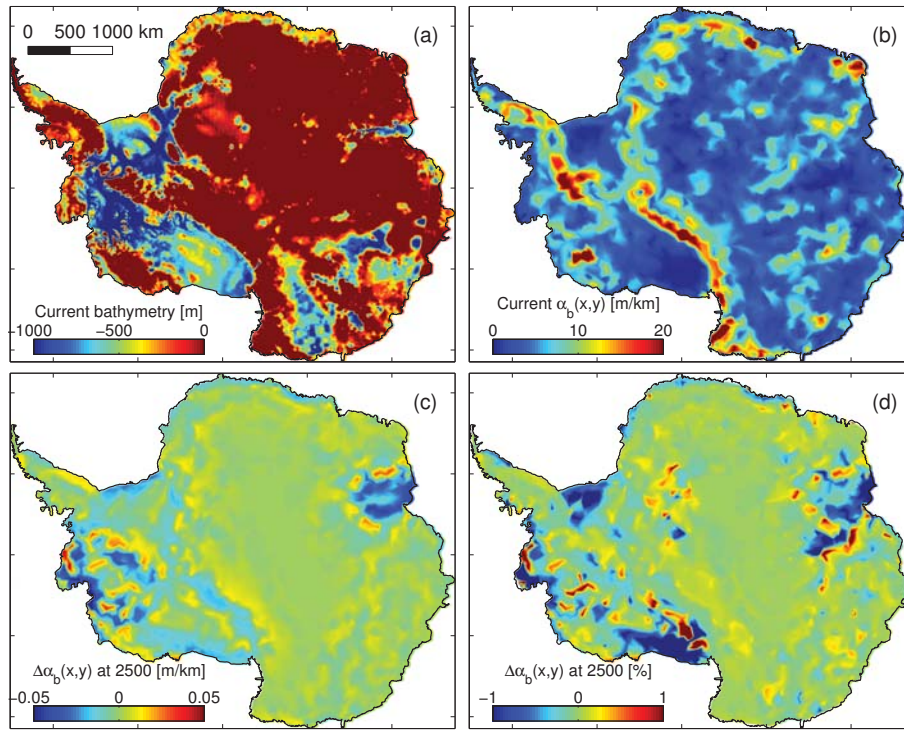 0 500 1000 km
(a)
Current bathymetry [m]
−1000 −500 0
(b)
Current α_b(x,y) [m/km]
0 10 20
(c)
Δα_b(x,y) at 2500 [m/km]
−0.05 0 0.05
(d)
Δα_b(x,y) at 2500 [%]
−1 0 1